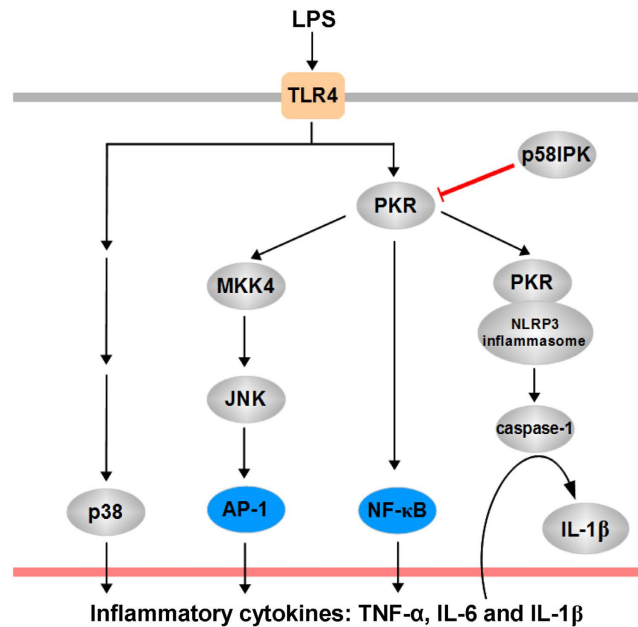 LPS
TLR4
p58IPK
PKR
MKK4
PKR
NLRP3
inflammasome
JNK
caspase-1
p38
AP-1
NF-κB
IL-1β
Inflammatory cytokines: TNF-α, IL-6 and IL-1β